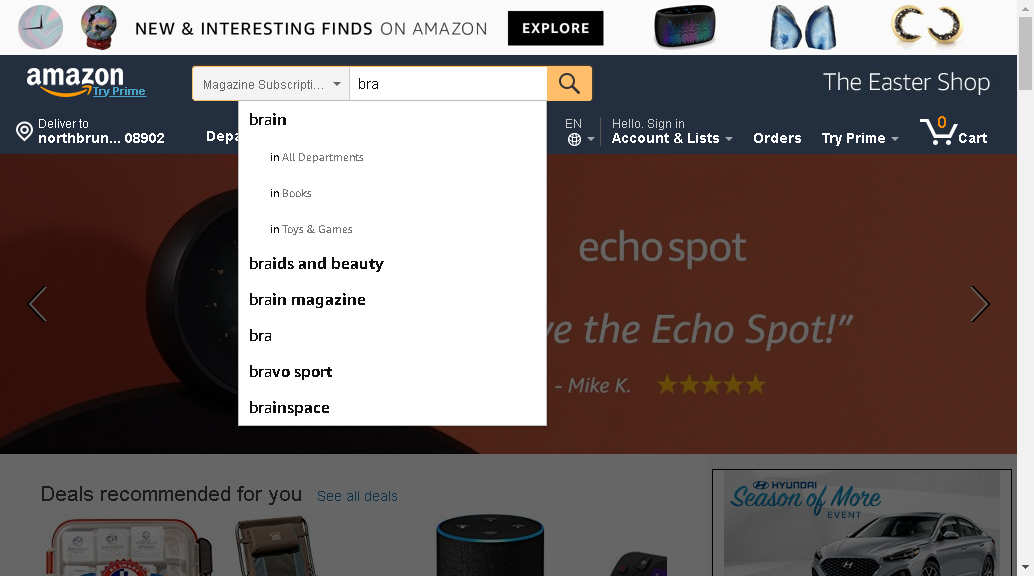 NEW & INTERESTING FINDS ON AMAZON
EXPLORE
amazon
Try Prime
Magazine Subscripti...
bra
The Easter Shop
Deliver to
northbrun... 08902
Depa
EN
Hello. Sign in
Account & Lists
Orders
Try Prime
0
Cart
brain
in All Departments
in Books
in Toys & Games
braids and beauty
brain magazine
bra
bravo sport
brainspace
echo spot
ve the Echo Spot!”
- Mike K.
Deals recommended for you
See all deals
HYUNDAI
Season of More
EVENT